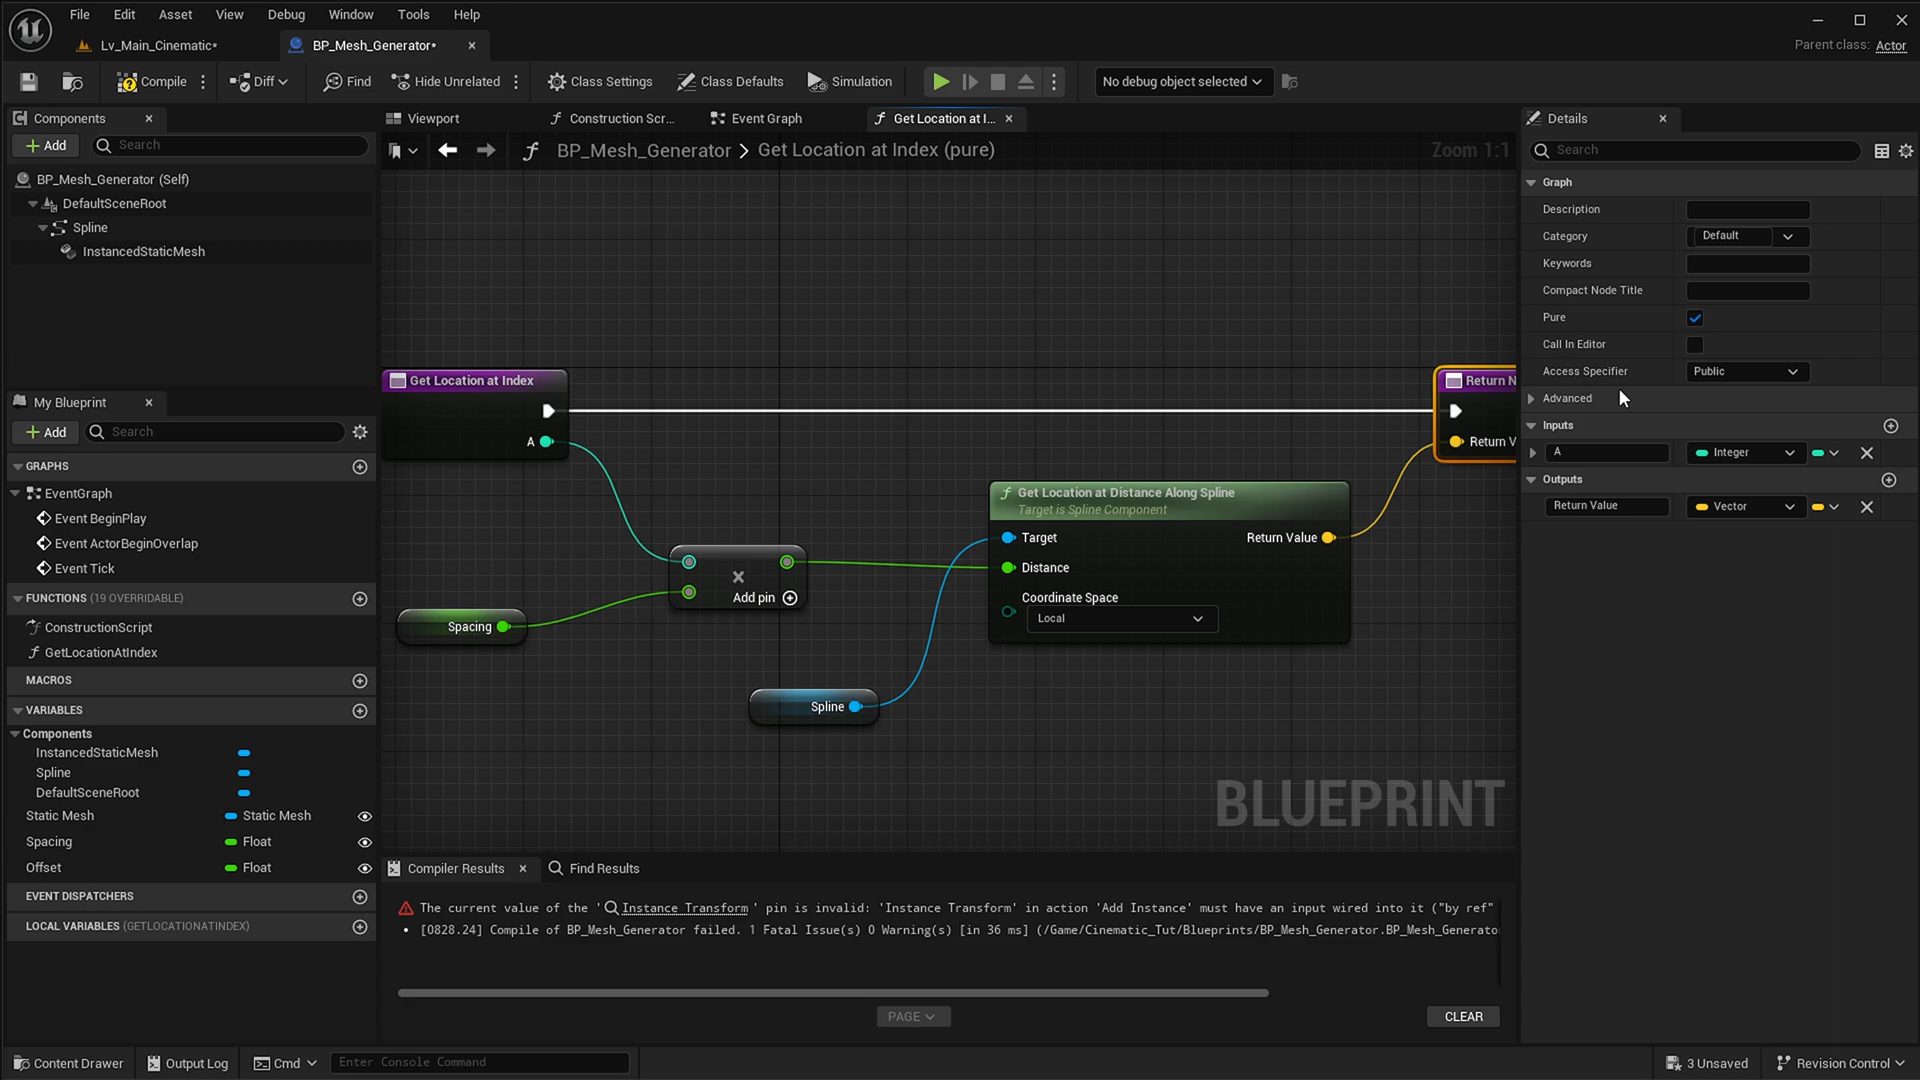 File Edit Asset View Debug Window Tools Help
Lv_Main_Cinematic* BP_Mesh_Generator*
Parent class: Actor
Compile Diff Find Hide Unrelated Class Settings Class Defaults Simulation No debug object selected
Components
Add Search
BP_Mesh_Generator (Self)
DefaultSceneRoot
Spline
InstancedStaticMesh
My Blueprint
Add Search
GRAPHS
EventGraph
Event BeginPlay
Event ActorBeginOverlap
Event Tick
FUNCTIONS (19 OVERRIDABLE)
ConstructionScript
GetLocationAtIndex
MACROS
VARIABLES
Components
InstancedStaticMesh
Spline
DefaultSceneRoot
Static Mesh Static Mesh
Spacing Float
Offset Float
EVENT DISPATCHERS
LOCAL VARIABLES (GETLOCATIONATINDEX)
Viewport Construction Scr... Event Graph Get Location at I...
BP_Mesh_Generator > Get Location at Index (pure) Zoom 1:1
Get Location at Index
A
Return N
Return V
Get Location at Distance Along Spline
Target is Spline Component
Target Return Value
Distance
Coordinate Space
Local
Add pin
Spacing
Spline
BLUEPRINT
Compiler Results Find Results
The current value of the ' Instance Transform ' pin is invalid: 'Instance Transform' in action 'Add Instance' must have an input wired into it ("by ref"
[0828.24] Compile of BP_Mesh_Generator failed. 1 Fatal Issue(s) 0 Warning(s) [in 36 ms] (/Game/Cinematic_Tut/Blueprints/BP_Mesh_Generator.BP_Mesh_Generato
PAGE
CLEAR
Details
Search
Graph
Description
Category Default
Keywords
Compact Node Title
Pure
Call In Editor
Access Specifier Public
Advanced
Inputs
A Integer
Outputs
Return Value Vector
Content Drawer Output Log Cmd Enter Console Command 3 Unsaved Revision Control